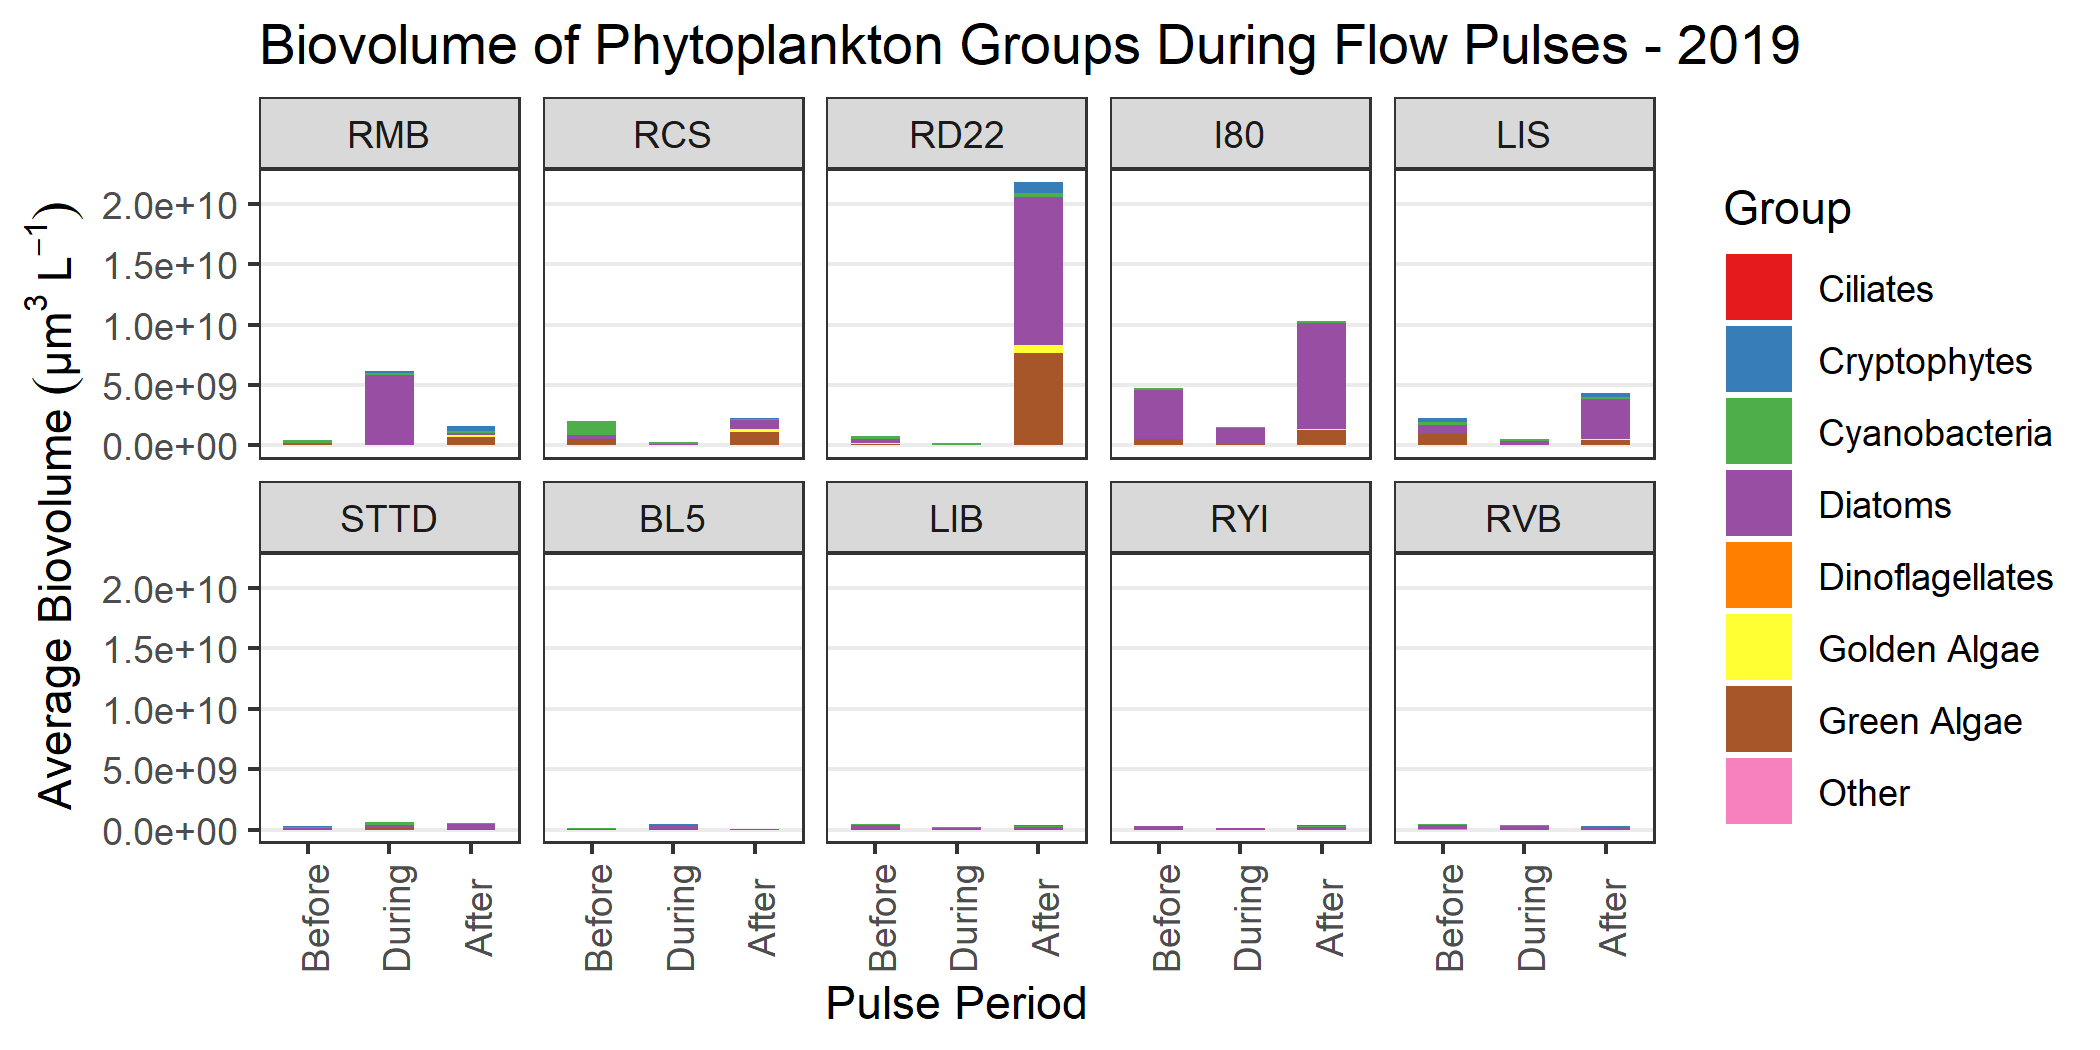 Biovolume of Phytoplankton Groups During Flow Pulses - 2019
RMB RCS RD22 I80 LIS
2.0e+10
1.5e+10
1.0e+10
5.0e+09
0.0e+00
STTD BL5 LIB RYI RVB
2.0e+10
1.5e+10
1.0e+10
5.0e+09
0.0e+00
Before During After Before During After Before During After Before During After Before During After
Pulse Period
Average Biovolume (µm³ L⁻¹)
Group
Ciliates
Cryptophytes
Cyanobacteria
Diatoms
Dinoflagellates
Golden Algae
Green Algae
Other